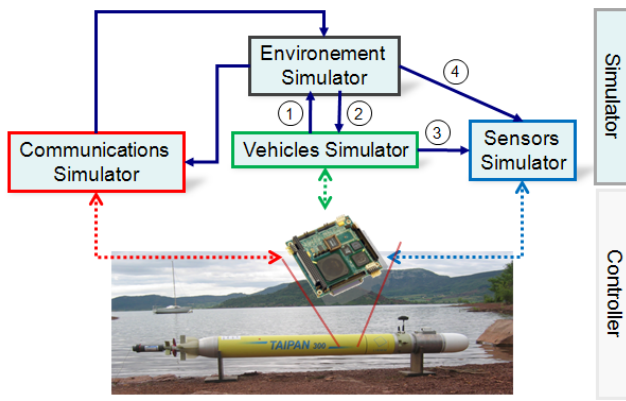 Environement
Simulator
4
1
2
3
Communications
Simulator
Vehicles Simulator
Sensors
Simulator
Simulator
Controller
TAIPAN 300